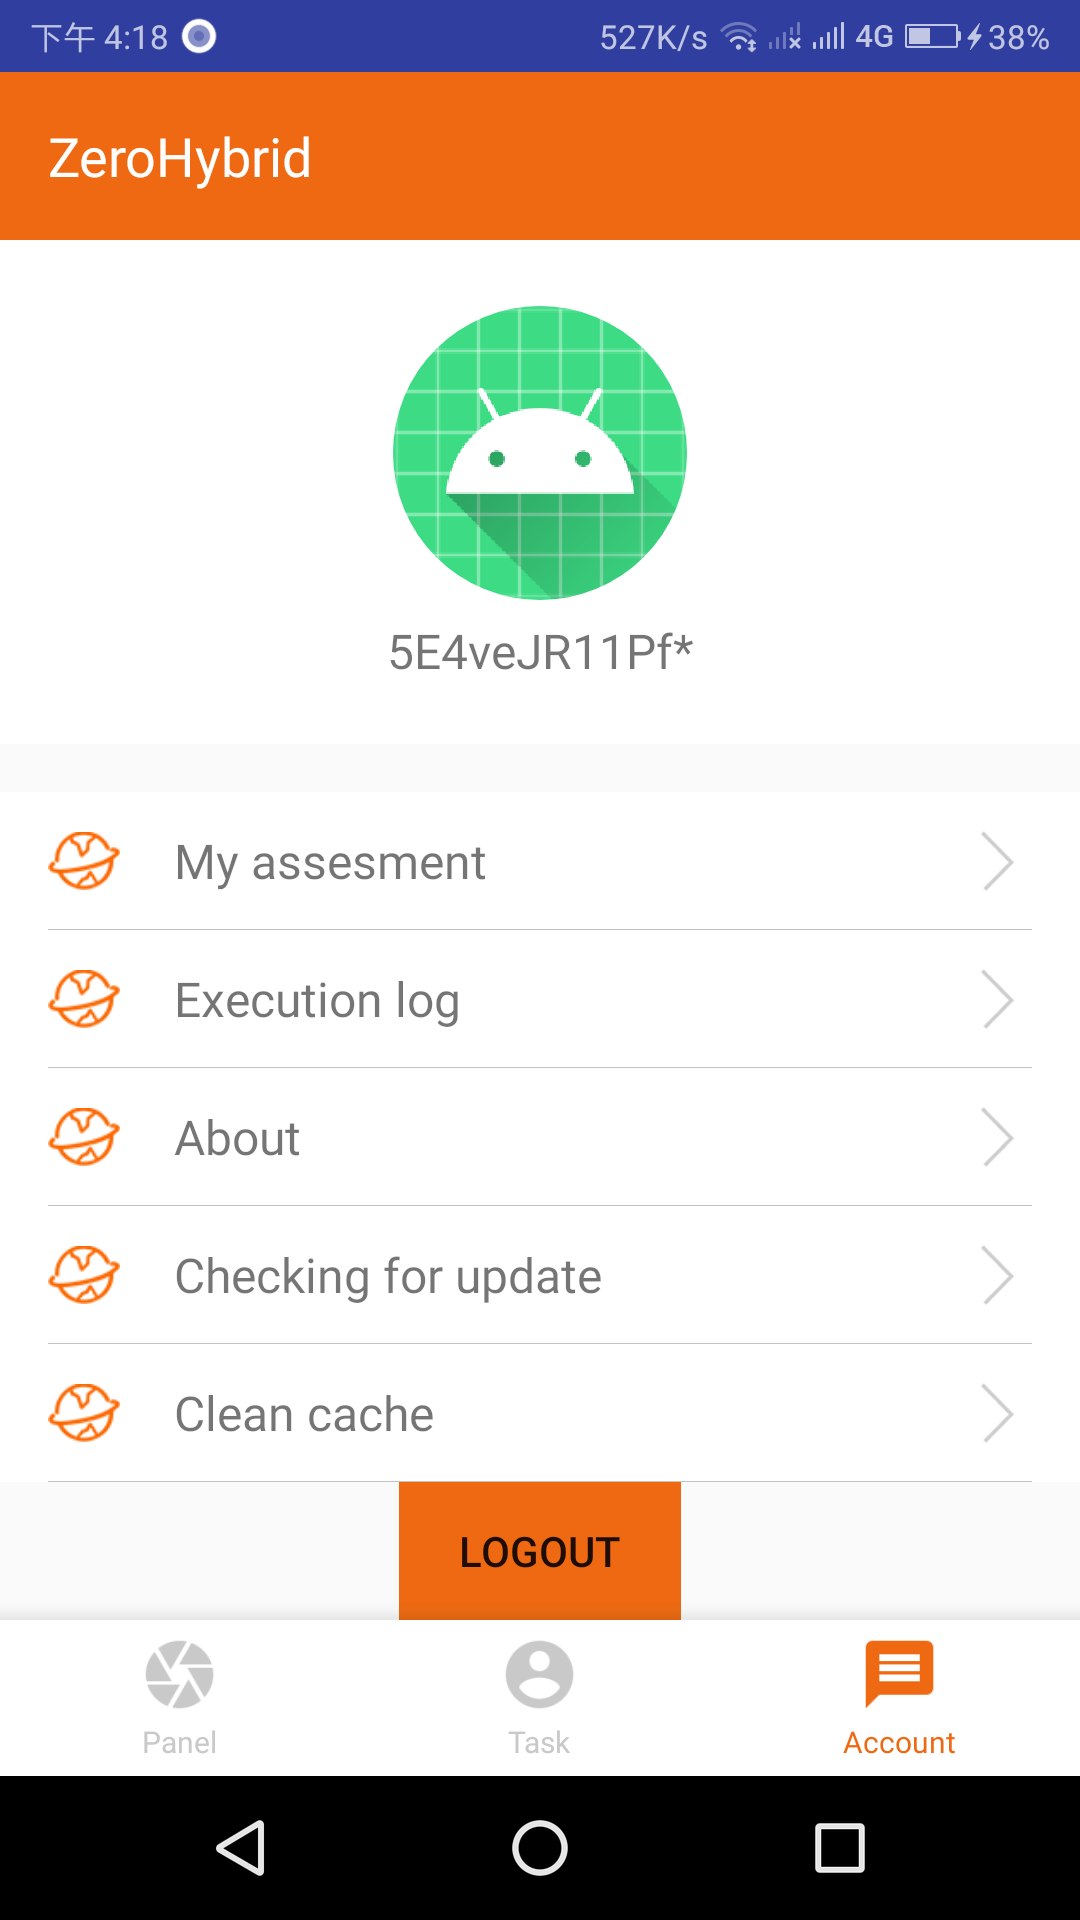 下午 4:18 527K/s 4G 38%
ZeroHybrid
5E4veJR11Pf*
My assesment
Execution log
About
Checking for update
Clean cache
LOGOUT
Panel Task Account